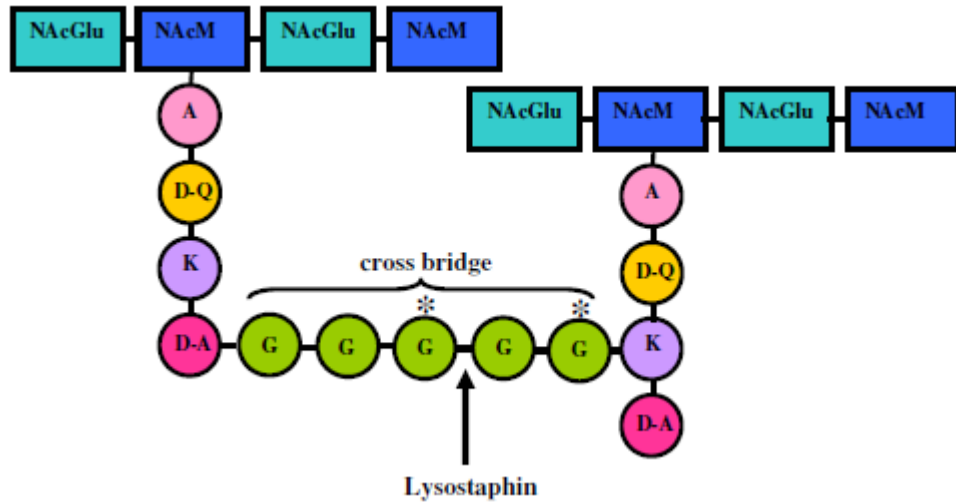 NAcGlu NAcM NAcGlu NAcM
NAcGlu NAcM NAcGlu NAcM
A
A
D-Q
D-Q
K
cross bridge
* *
D-A G G G G G K
D-A
Lysostaphin